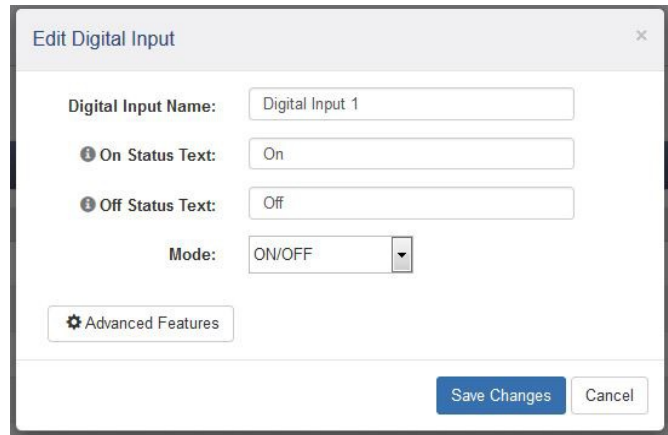 Edit Digital Input ×
Digital Input Name: Digital Input 1
On Status Text: On
Off Status Text: Off
Mode: ON/OFF
Advanced Features
Save Changes Cancel